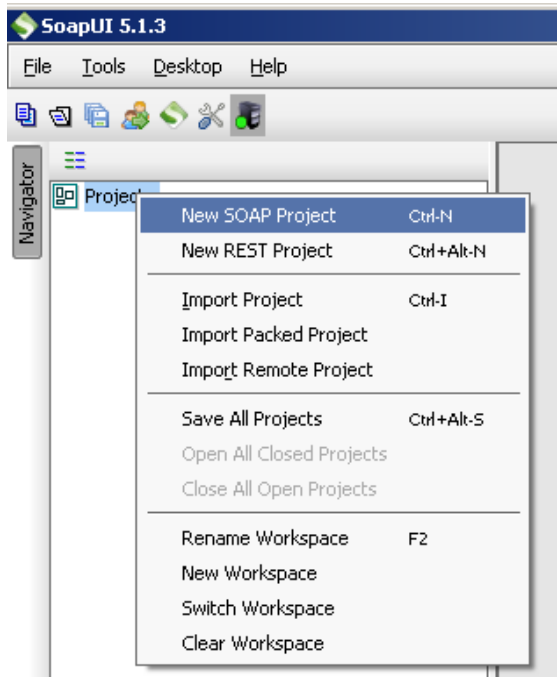 SoapUI 5.1.3
File Tools Desktop Help
Navigator
Projec
New SOAP Project Ctrl-N
New REST Project Ctrl+Alt-N
Import Project Ctrl-I
Import Packed Project
Import Remote Project
Save All Projects Ctrl+Alt-S
Open All Closed Projects
Close All Open Projects
Rename Workspace F2
New Workspace
Switch Workspace
Clear Workspace